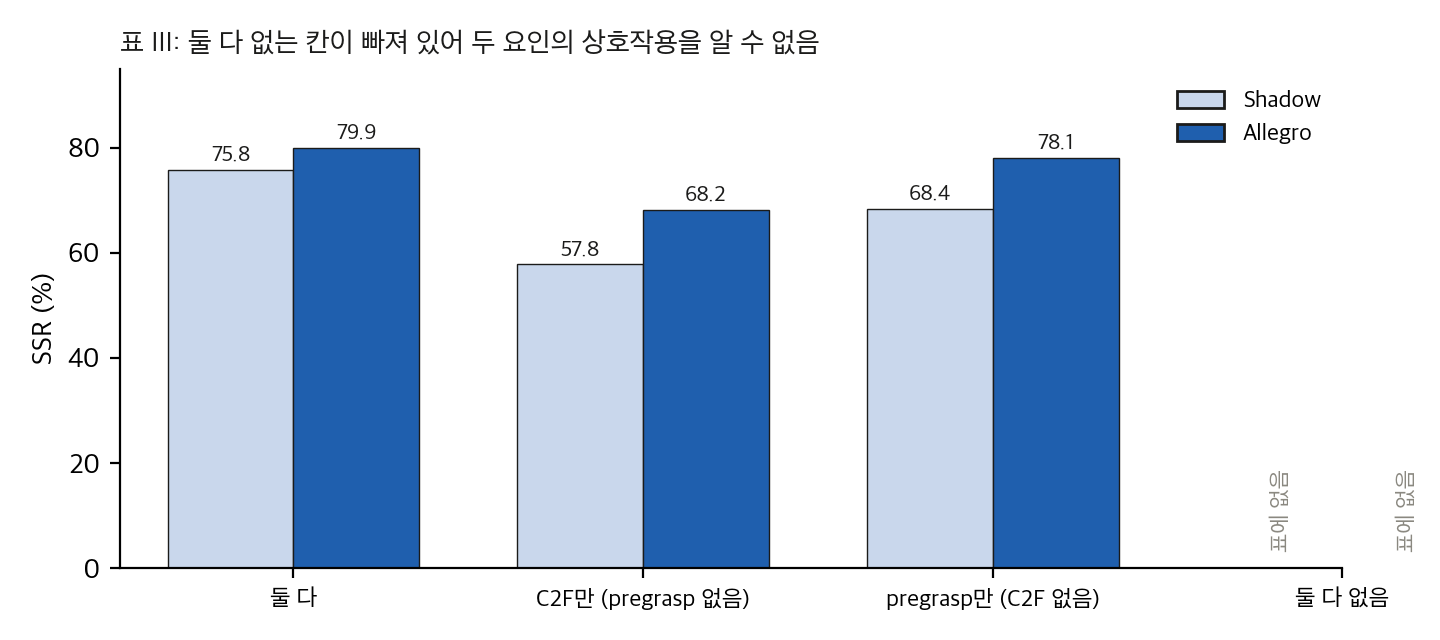 표 III: 둘 다 없는 칸이 빠져 있어 두 요인의 상호작용을 알 수 없음
Shadow
Allegro
SSR (%)
80
60
40
20
0
75.8
79.9
57.8
68.2
68.4
78.1
표에 없음
표에 없음
둘 다
C2F만 (pregrasp 없음)
pregrasp만 (C2F 없음)
둘 다 없음